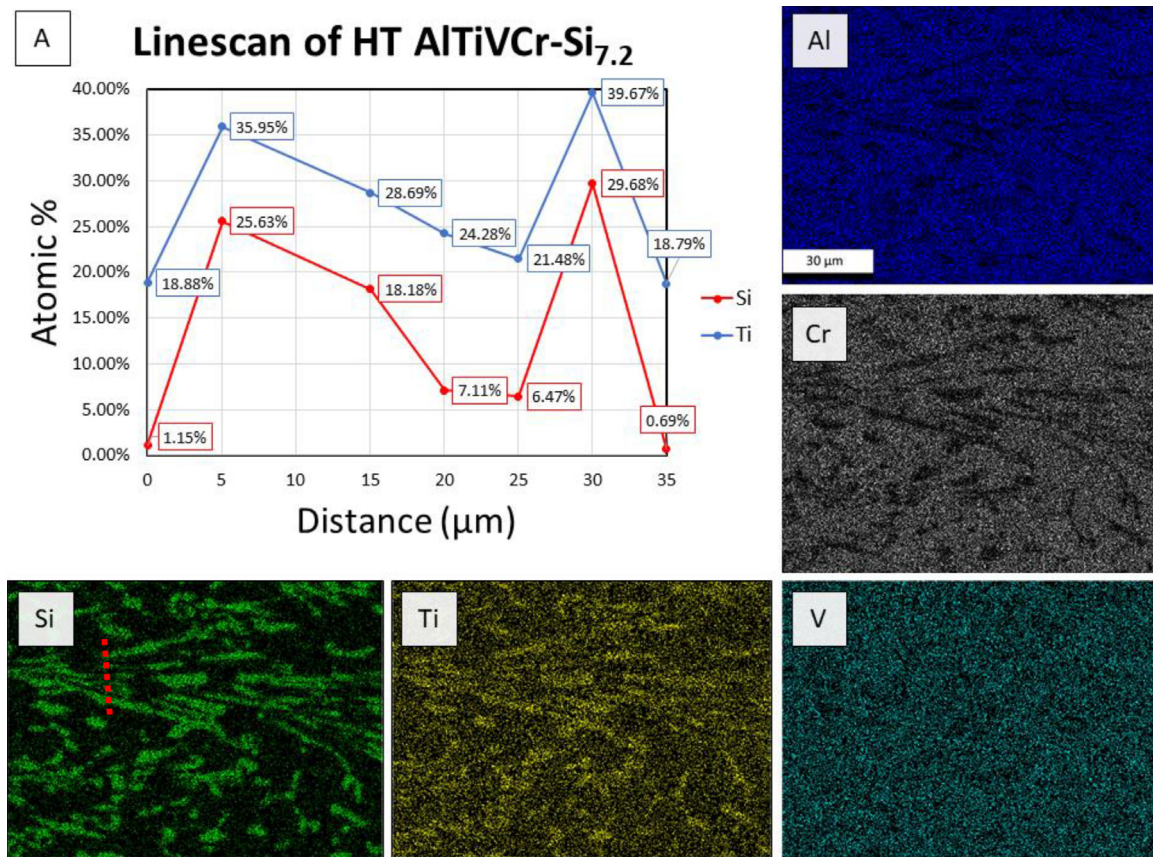 A
Linescan of HT AlTiVCr-Si7.2
40.00%
35.00%
30.00%
25.00%
20.00%
15.00%
10.00%
5.00%
0.00%
Atomic %
39.67%
35.95%
28.69%
29.68%
25.63%
24.28%
21.48%
18.88%
18.79%
18.18%
7.11%
6.47%
1.15%
0.69%
0 5 10 15 20 25 30 35
Distance (µm)
Si
Ti
Al
30 µm
Cr
Si
Ti
V